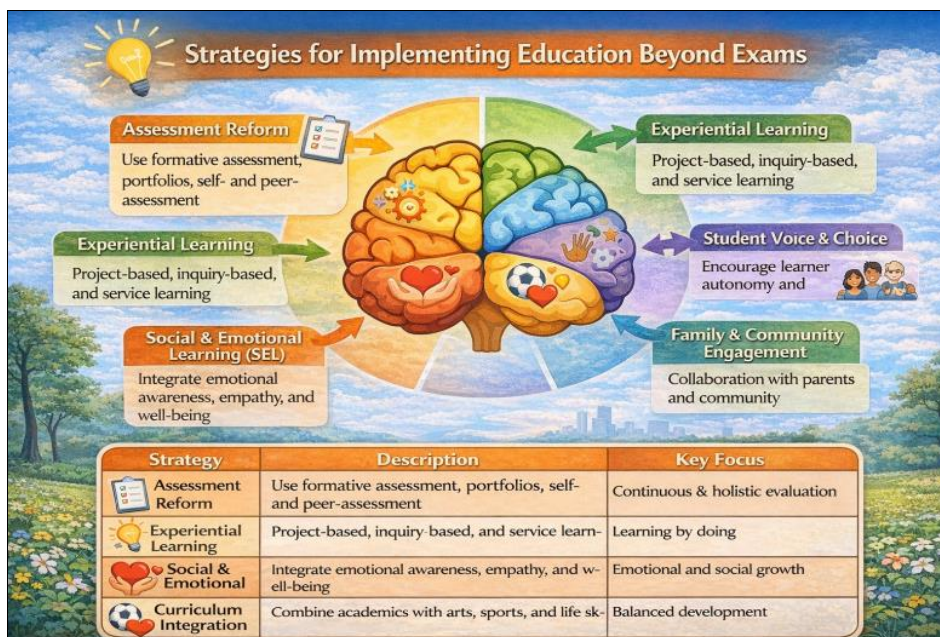 Strategies for Implementing Education Beyond Exams
Assessment Reform
Use formative assessment,
portfolios, self- and peer-
assessment
Experiential Learning
Project-based, inquiry-based,
and service learning
Social & Emotional
Learning (SEL)
Integrate emotional
awareness, empathy, and
well-being
Experiential Learning
Project-based, inquiry-based,
and service learning
Student Voice & Choice
Encourage learner
autonomy and
Family & Community
Engagement
Collaboration with parents
and community
Strategy Description Key Focus
Assessment
Reform
Use formative assessment, portfolios, self-
and peer-assessment
Continuous & holistic evaluation
Experiential
Learning
Project-based, inquiry-based, and service learn-
Learning by doing
Social &
Emotional
Integrate emotional awareness, empathy, and w-
ell-being
Emotional and social growth
Curriculum
Integration
Combine academics with arts, sports, and life sk-
Balanced development